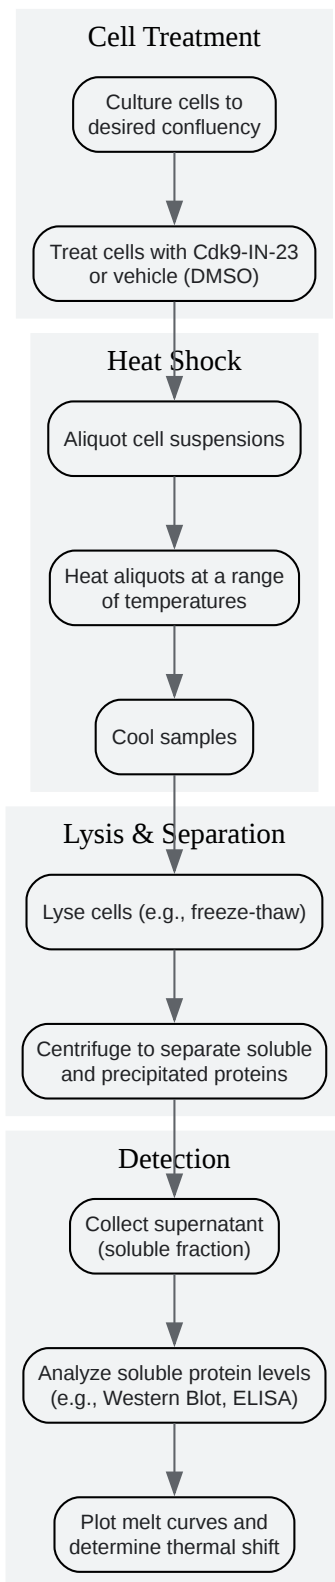 Cell Treatment
Culture cells to
desired confluency
Treat cells with Cdk9-IN-23
or vehicle (DMSO)
Heat Shock
Aliquot cell suspensions
Heat aliquots at a range
of temperatures
Cool samples
Lysis & Separation
Lyse cells (e.g., freeze-thaw)
Centrifuge to separate soluble
and precipitated proteins
Detection
Collect supernatant
(soluble fraction)
Analyze soluble protein levels
(e.g., Western Blot, ELISA)
Plot melt curves and
determine thermal shift